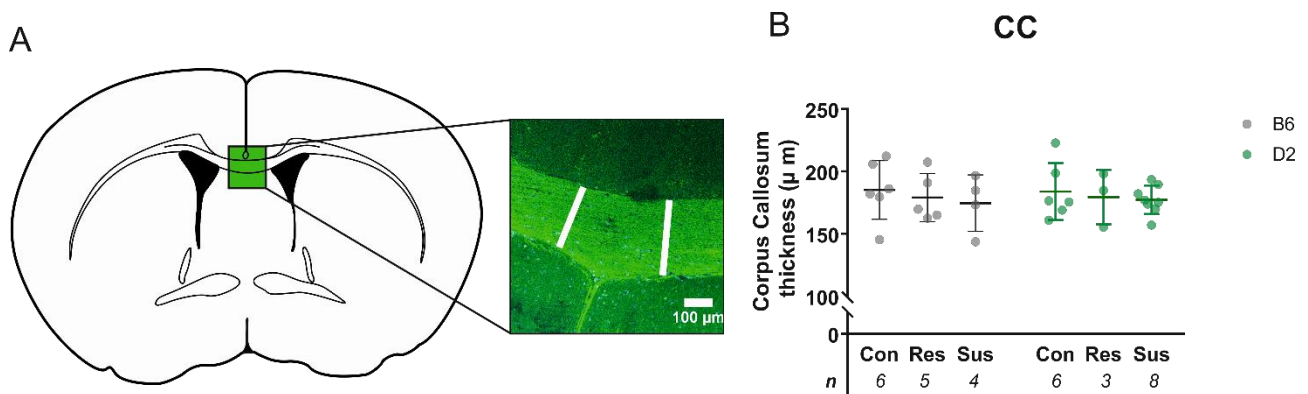 A
100 µm
B
CC
Corpus Callosum
thickness (µ m)
250
200
150
100
0
Con Res Sus Con Res Sus
n 6 5 4 6 3 8
B6
D2